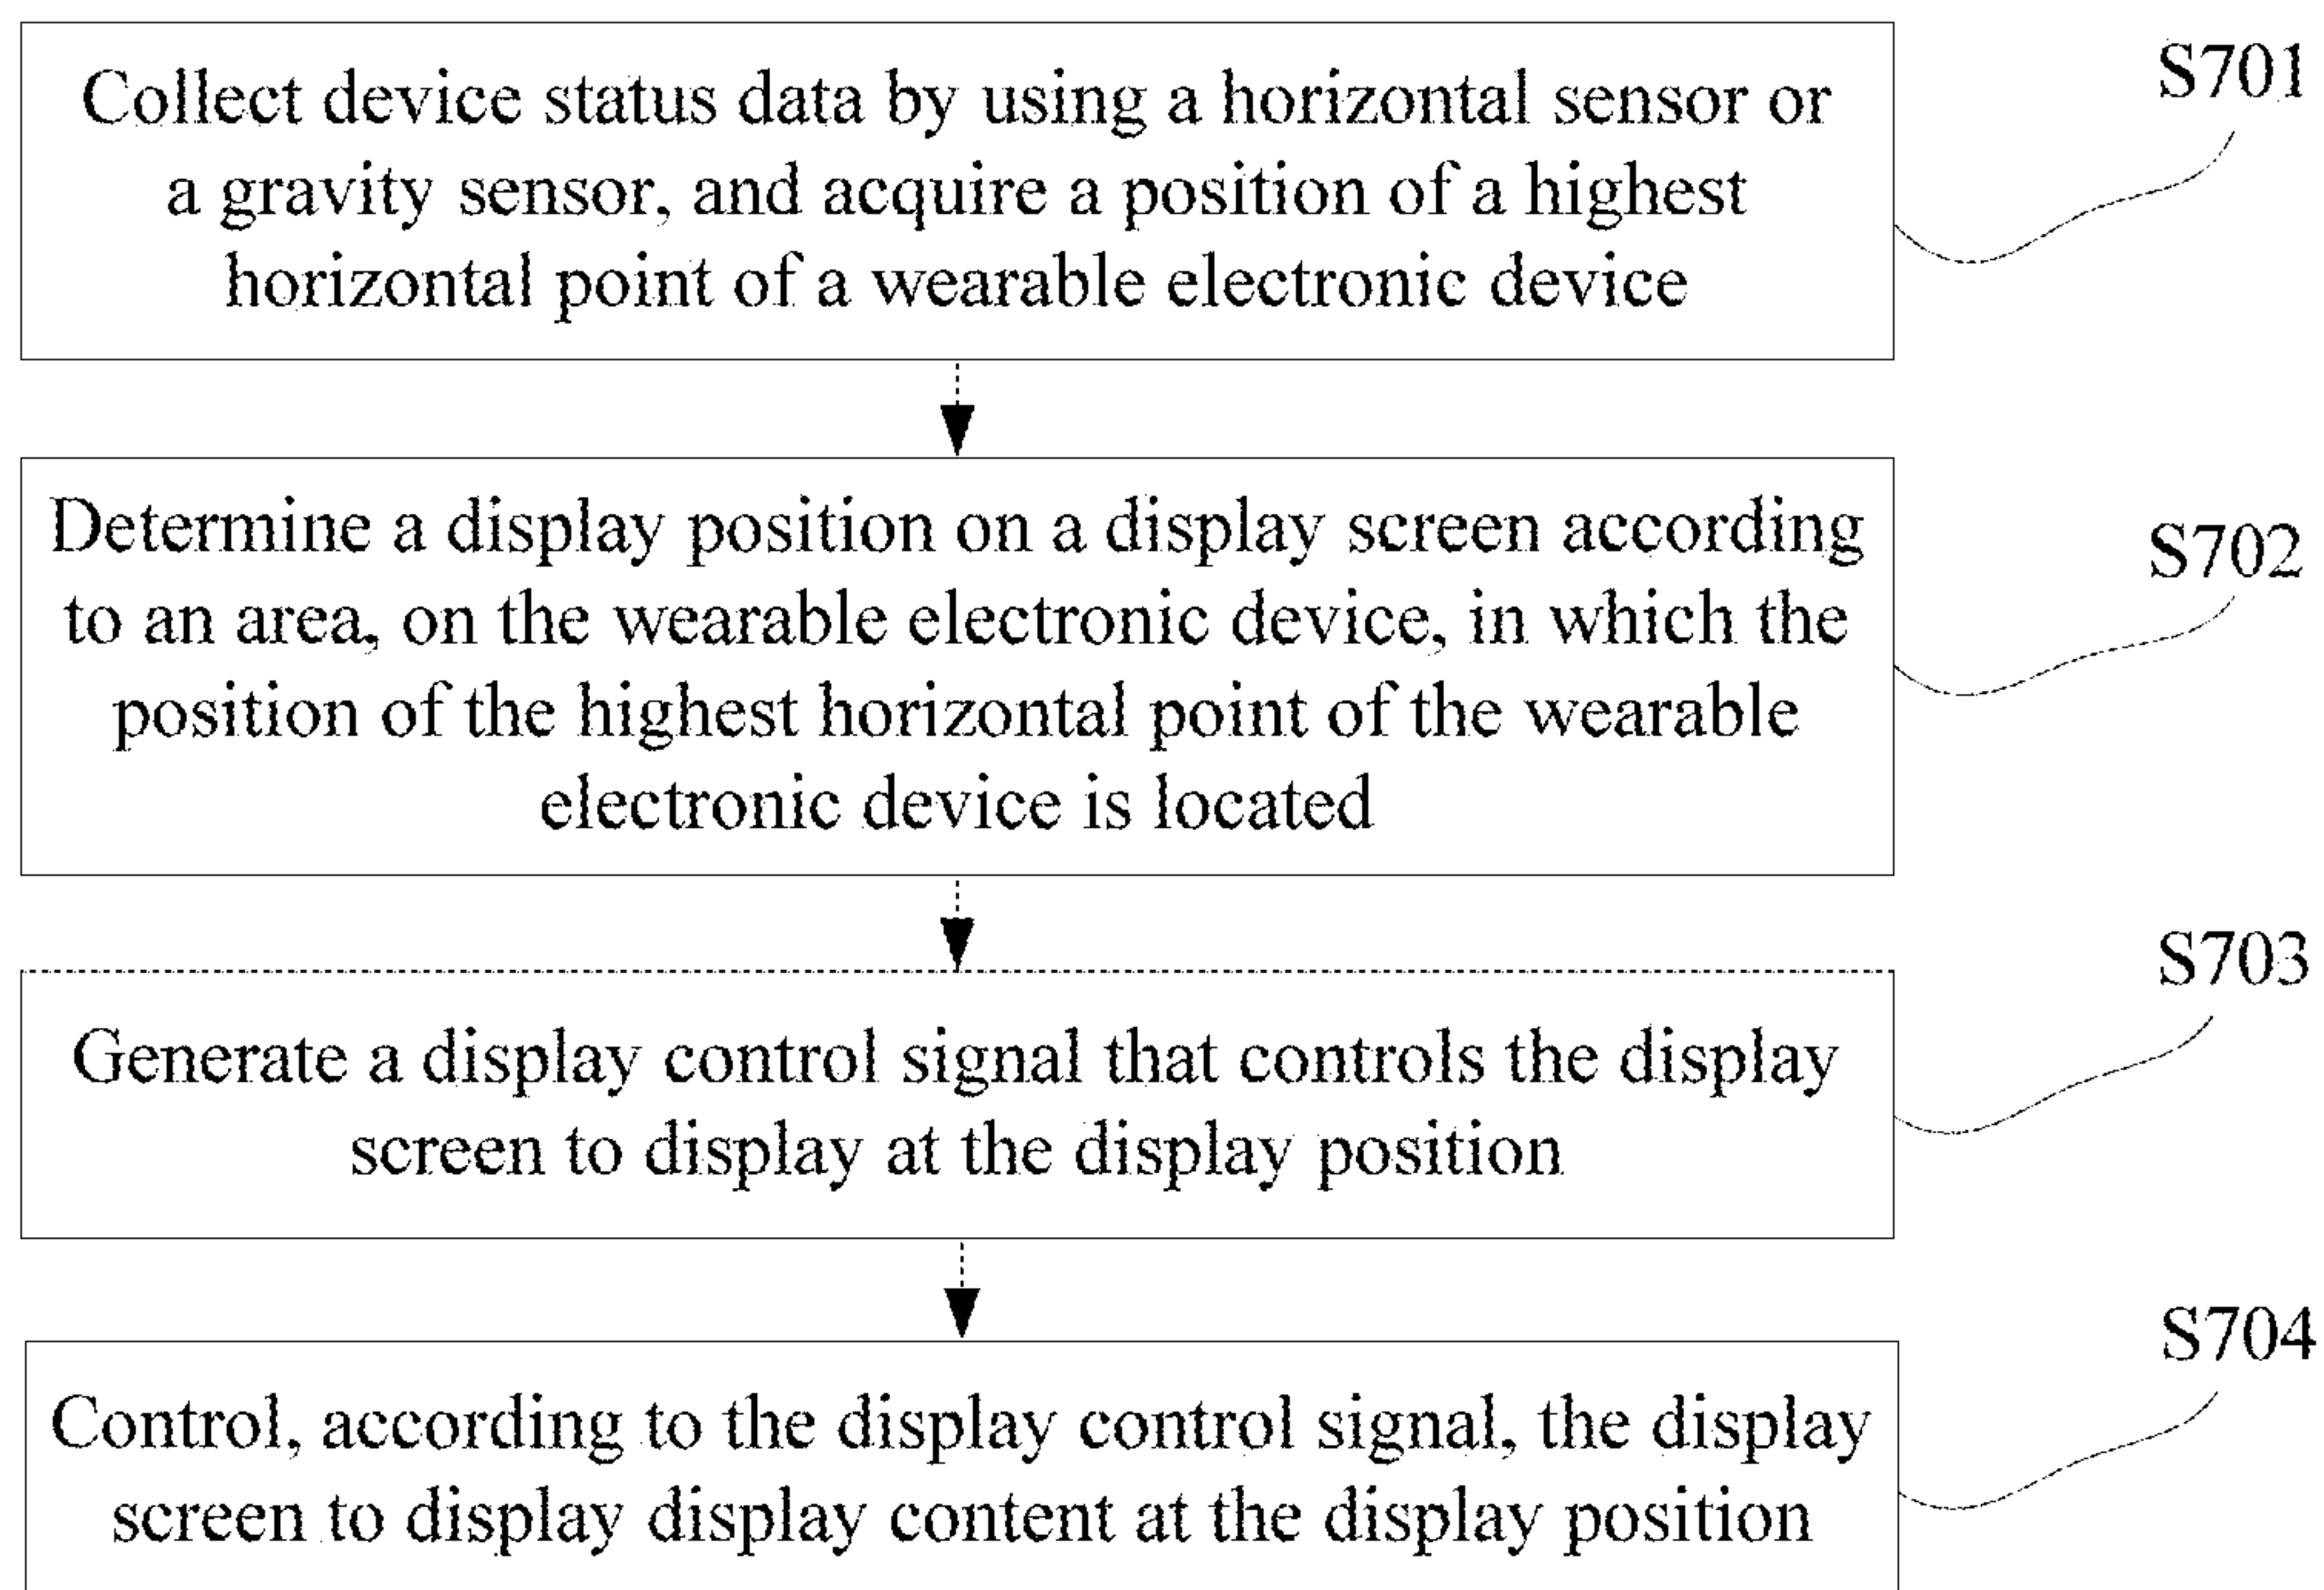 Collect device status data by using a horizontal sensor or
a gravity sensor, and acquire a position of a highest
horizontal point of a wearable electronic device
S701
Determine a display position on a display screen according
to an area, on the wearable electronic device, in which the
position of the highest horizontal point of the wearable
electronic device is located
S702
Generate a display control signal that controls the display
screen to display at the display position
S703
Control, according to the display control signal, the display
screen to display display content at the display position
S704